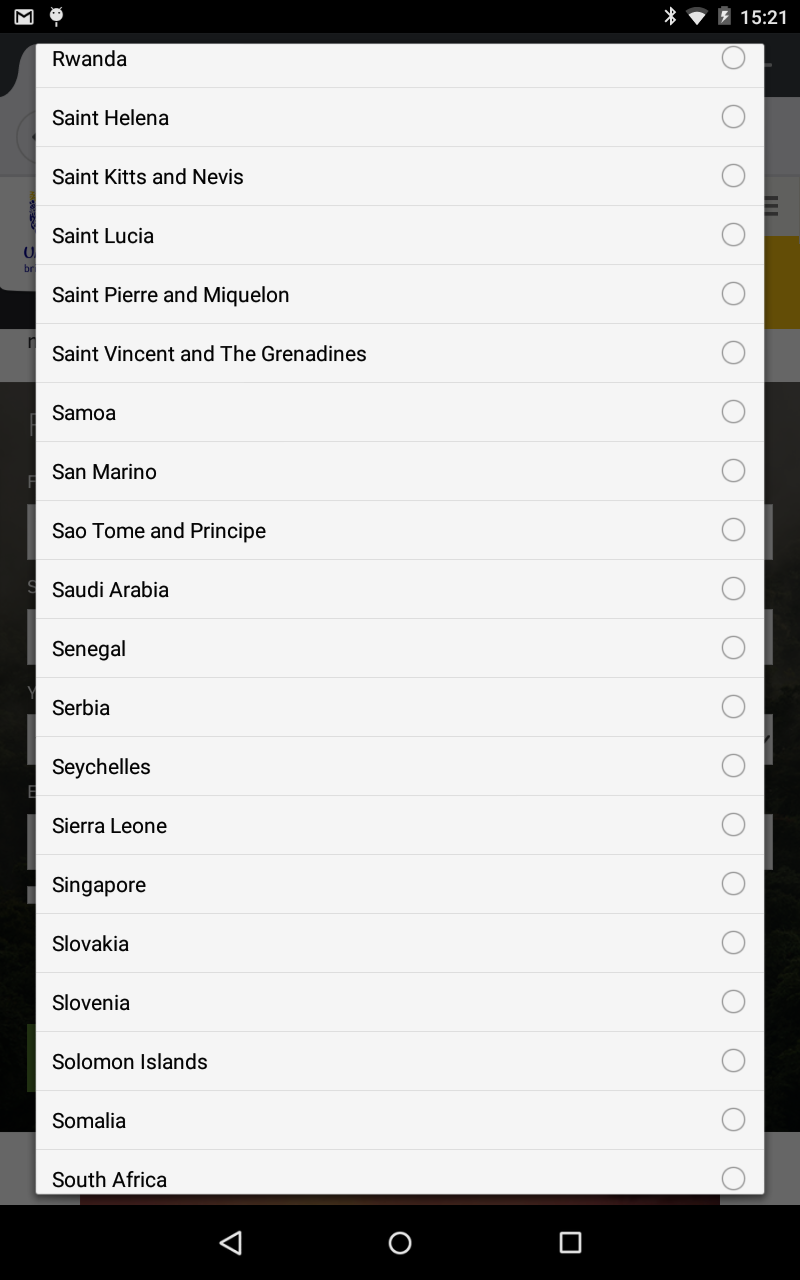 15:21
Rwanda
Saint Helena
Saint Kitts and Nevis
Saint Lucia
Saint Pierre and Miquelon
Saint Vincent and The Grenadines
Samoa
San Marino
Sao Tome and Principe
Saudi Arabia
Senegal
Serbia
Seychelles
Sierra Leone
Singapore
Slovakia
Slovenia
Solomon Islands
Somalia
South Africa